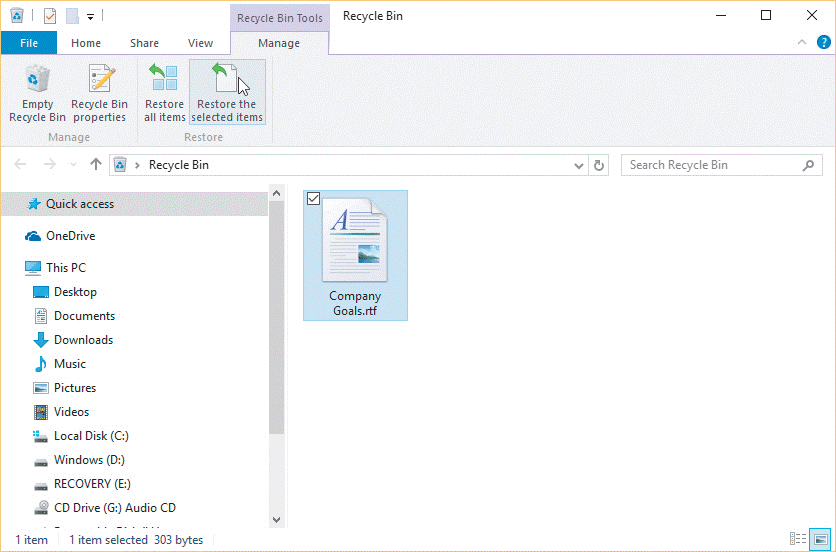 Recycle Bin Tools
Recycle Bin
File
Home
Share
View
Manage
Empty
Recycle Bin
Recycle Bin
properties
Restore
all items
Restore the
selected items
Manage
Restore
Recycle Bin
Search Recycle Bin
Quick access
OneDrive
This PC
Desktop
Documents
Downloads
Music
Pictures
Videos
Local Disk (C:)
Windows (D:)
RECOVERY (E:)
CD Drive (G:) Audio CD
Company
Goals.rtf
1 item
1 item selected 303 bytes